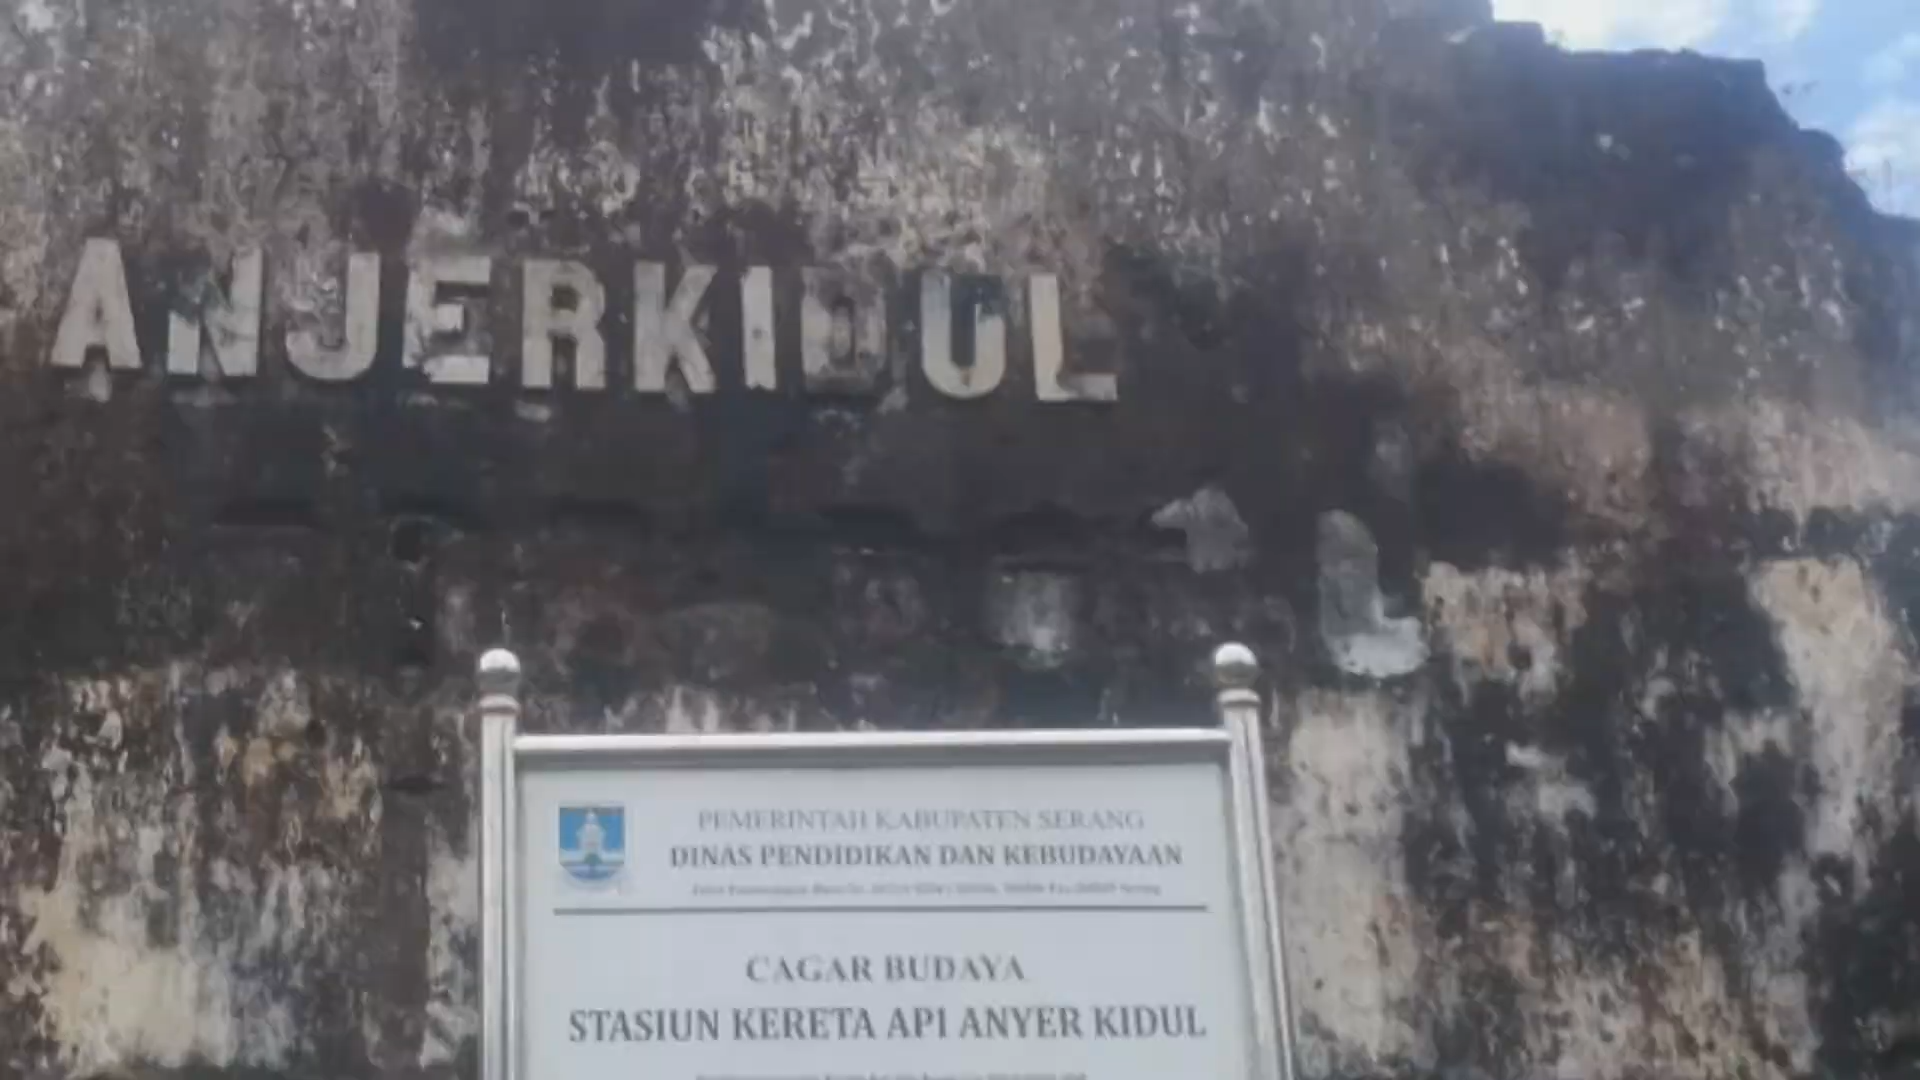 ANJERKIDUL
PEMERINTAH KABUPATEN SERANG
DINAS PENDIDIKAN DAN KEBUDAYAAN
CAGAR BUDAYA
STASIUN KERETA API ANYER KIDUL